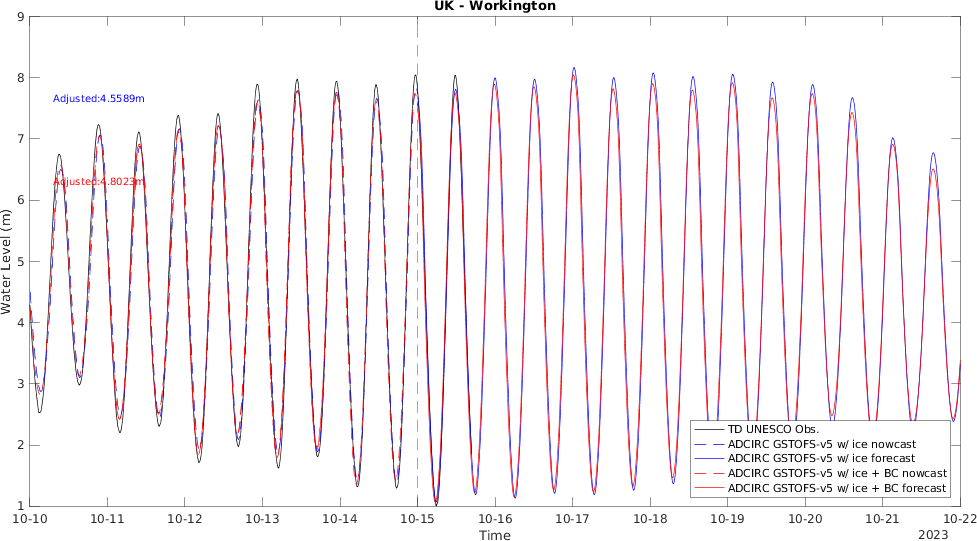 UK - Workington
9
8
7
6
5
4
3
2
1
Water Level (m)
Adjusted:4.5589m
Adjusted:4.8023m
TD UNESCO Obs.
ADCIRC GSTOFS-v5 w/ ice nowcast
ADCIRC GSTOFS-v5 w/ ice forecast
ADCIRC GSTOFS-v5 w/ ice + BC nowcast
ADCIRC GSTOFS-v5 w/ ice + BC forecast
10-10 10-11 10-12 10-13 10-14 10-15 10-16 10-17 10-18 10-19 10-20 10-21 10-22
Time
2023